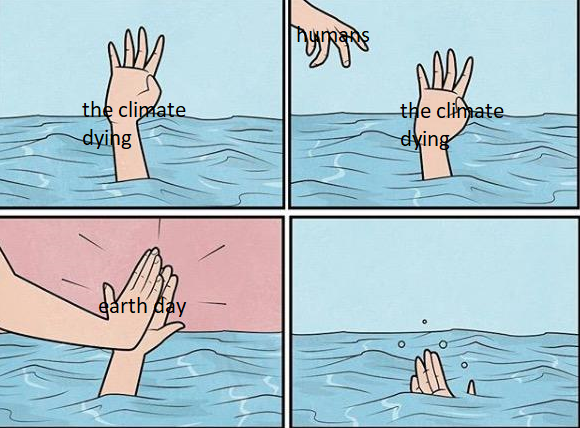 the climate
dying
humans
the climate
dying
earth day